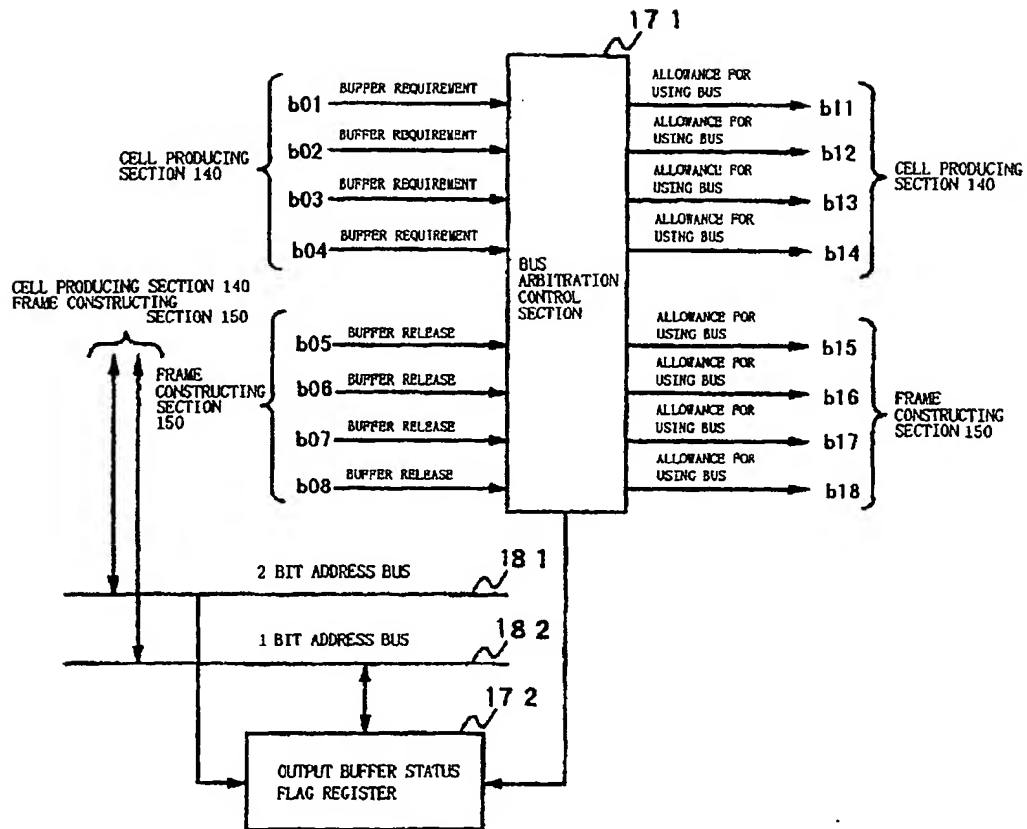 17 1
CELL PRODUCING
SECTION 140
b01 BUFFER REQUIREMENT
b02 BUFFER REQUIREMENT
b03 BUFFER REQUIREMENT
b04 BUFFER REQUIREMENT
CELL PRODUCING SECTION 140
FRAME CONSTRUCTING
SECTION 150
FRAME
CONSTRUCTING
SECTION
150
b05 BUFFER RELEASE
b06 BUFFER RELEASE
b07 BUFFER RELEASE
b08 BUFFER RELEASE
BUS
ARBITRATION
CONTROL
SECTION
ALLOWANCE FOR
USING BUS
b11
ALLOWANCE FOR
USING BUS
b12
ALLOWANCE FOR
USING BUS
b13
ALLOWANCE FOR
USING BUS
b14
CELL PRODUCING
SECTION 140
ALLOWANCE FOR
USING BUS
b15
ALLOWANCE FOR
USING BUS
b16
ALLOWANCE FOR
USING BUS
b17
ALLOWANCE FOR
USING BUS
b18
FRAME
CONSTRUCTING
SECTION 150
2 BIT ADDRESS BUS
18 1
1 BIT ADDRESS BUS
18 2
17 2
OUTPUT BUFFER STATUS
FLAG REGISTER